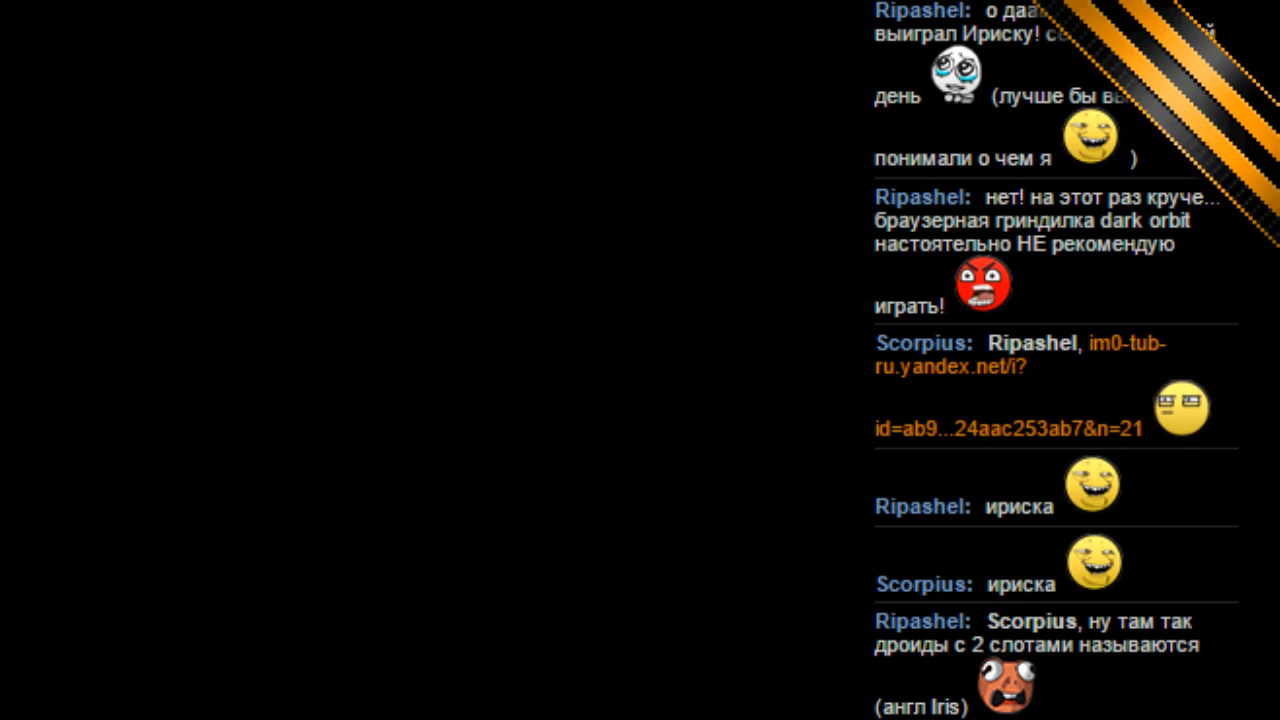 Ripashel: о даа
выиграл Ириску!
день (лучше бы
понимали о чем я )
Ripashel: нет! на этот раз круче...
браузерная гриндилка dark orbit
настоятельно НЕ рекомендую
играть!
Scorpius: Ripashel, im0-tub-
ru.yandex.net/i?
id=ab9...24aac253ab7&n=21
Ripashel: ириска
Scorpius: ириска
Ripashel: Scorpius, ну там так
дроиды с 2 слотами называются
(англ Iris)